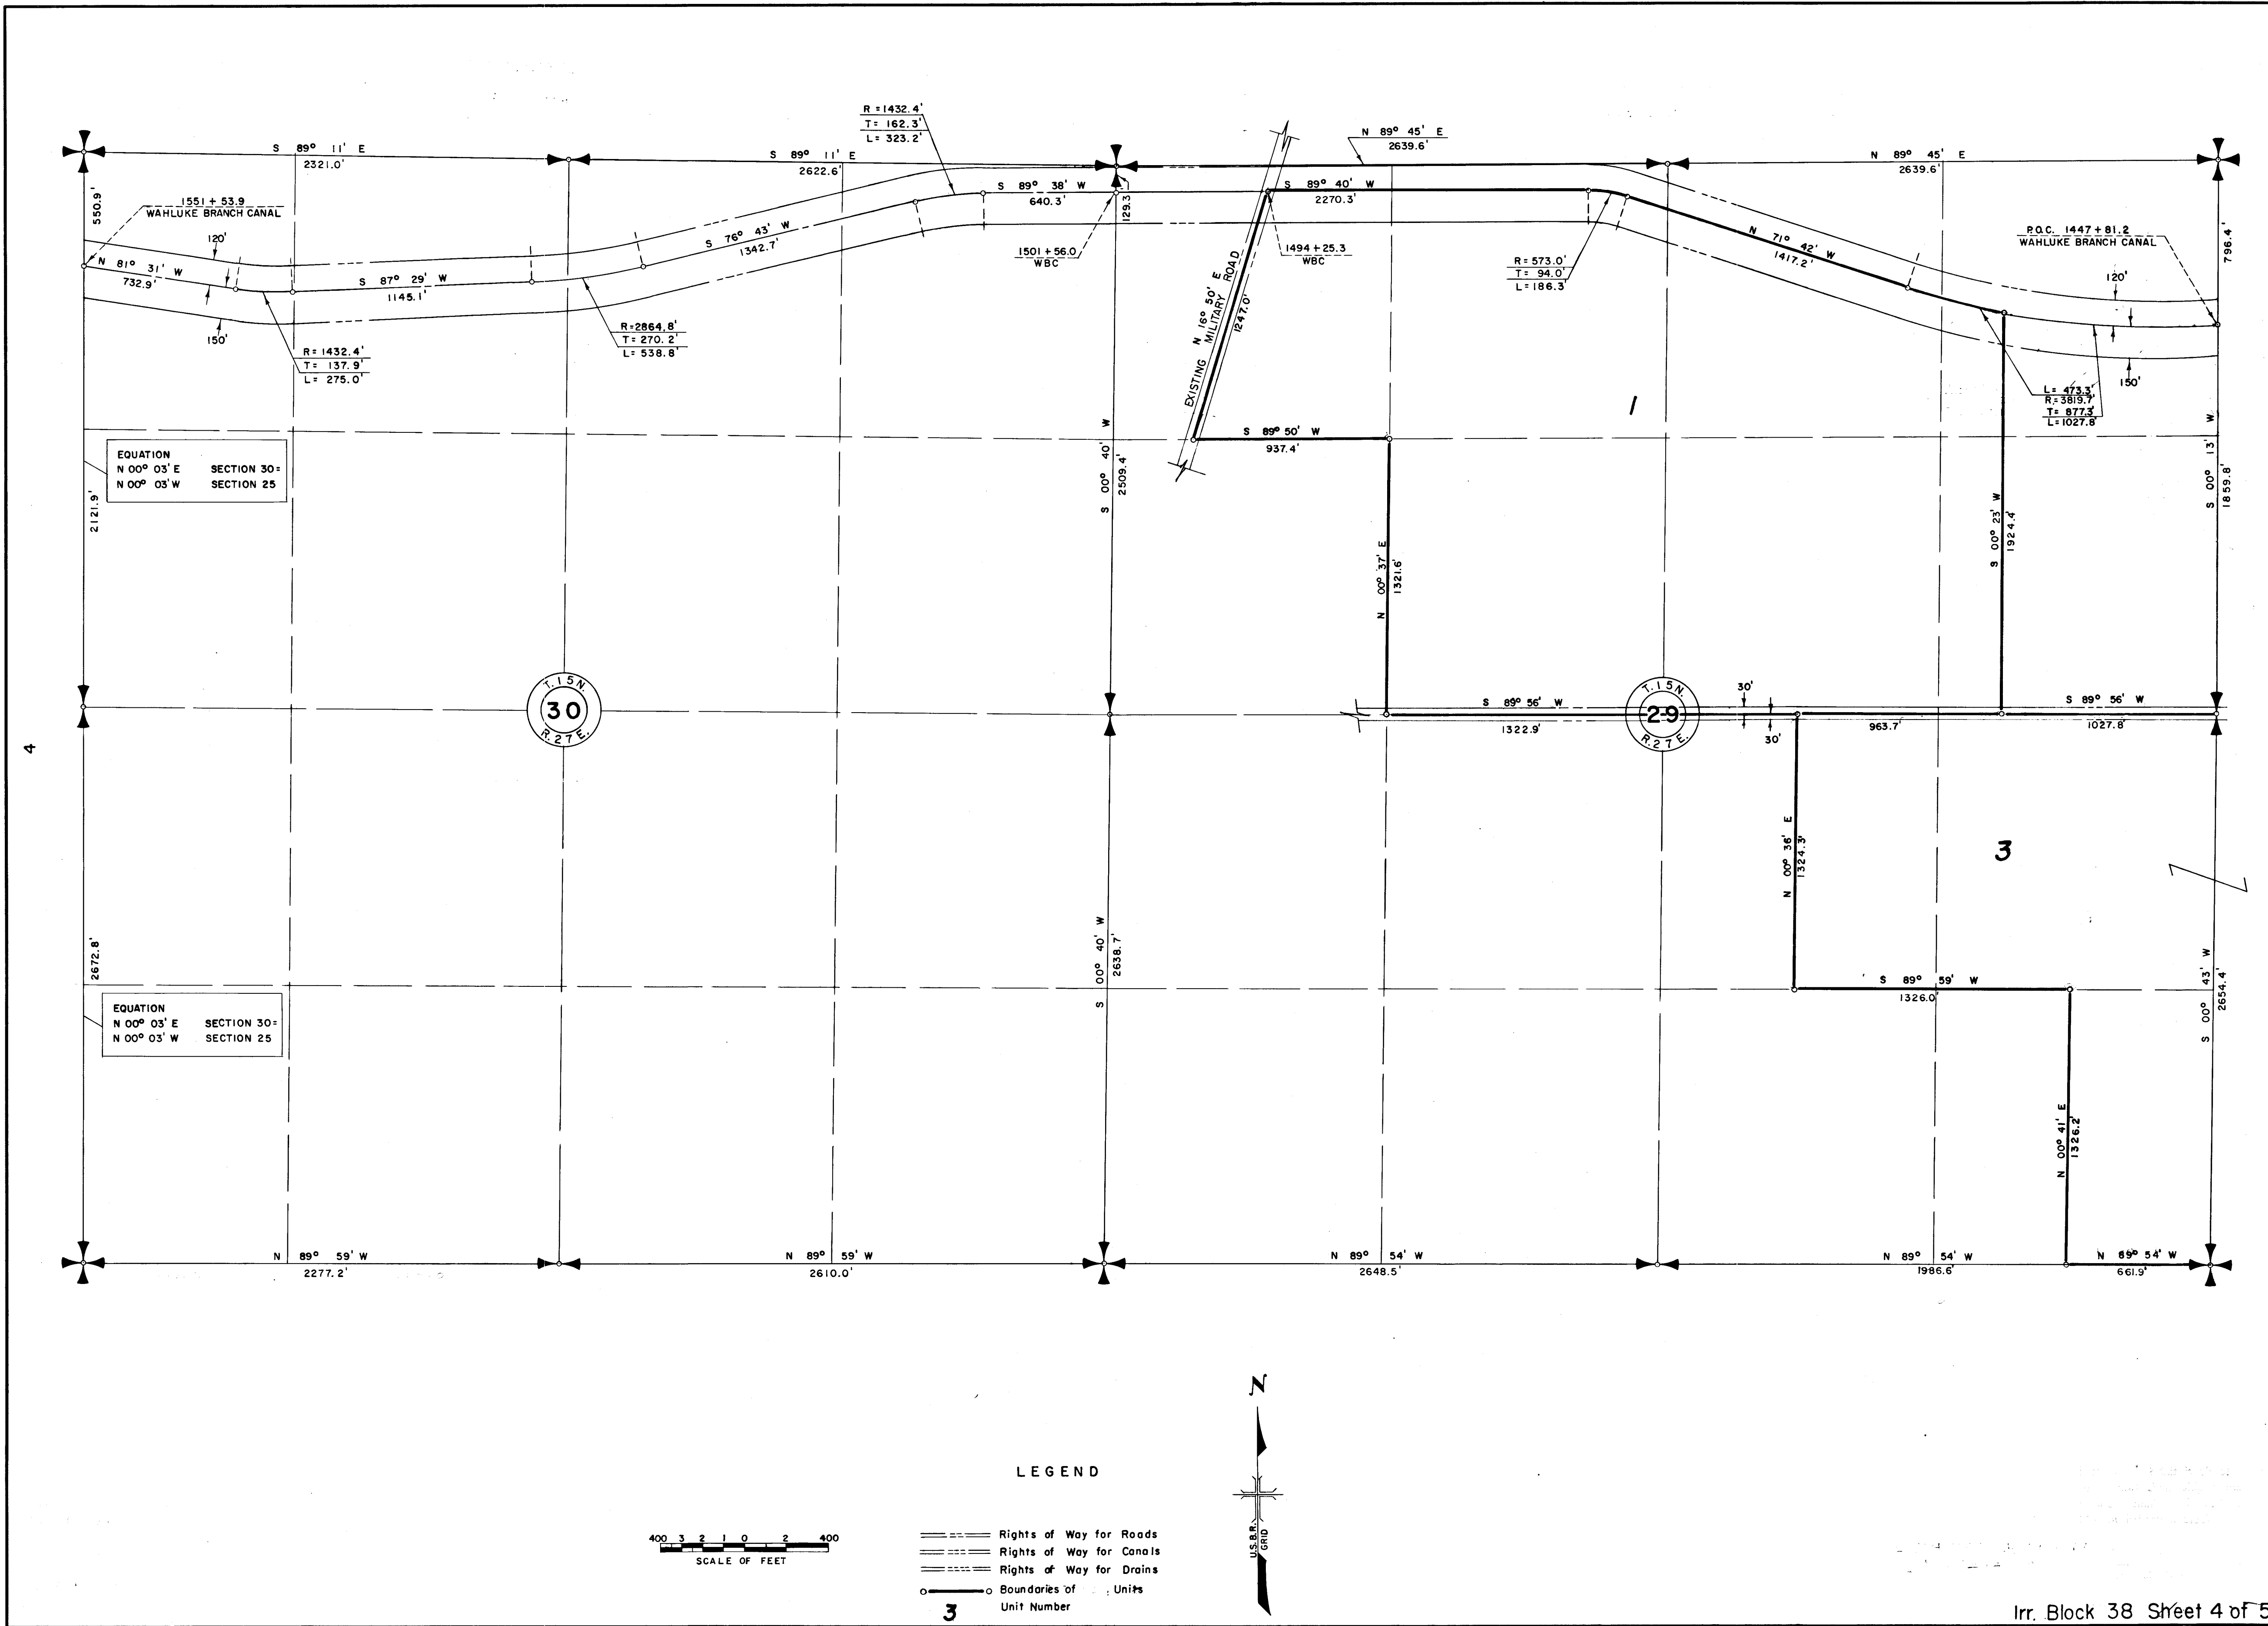 R = 1432.4'
T = 162.3'
L = 323.2'
N 89° 45' E
2639.6'
S 89° 11' E
2321.0'
S 89° 11' E
2622.6'
N 89° 45' E
2639.6'
550.9'
1551 + 53.9
WAHLUKE BRANCH CANAL
120'
N 81° 31' W
732.9'
150'
S 87° 29' W
1145.1'
R = 1432.4'
T = 137.9'
L = 275.0'
R = 2864.8'
T = 270.2'
L = 538.8'
S 76° 43' W
1342.7'
S 89° 38' W
640.3'
129.3'
1501 + 56.0
WBC
S 89° 40' W
2270.3'
1494 + 25.3
WBC
EXISTING MILITARY ROAD
N 16° 50' E
1247.0'
R = 573.0'
T = 94.0'
L = 186.3'
N 71° 42' W
1417.2'
P.O.C. 1447 + 81.2
WAHLUKE BRANCH CANAL
796.4'
120'
150'
L = 473.3'
R = 3819.7'
T = 877.3'
L = 1027.8'
1
S 89° 50' W
937.4'
EQUATION
N 00° 03' E SECTION 30 =
N 00° 03' W SECTION 25
2121.9'
S 00° 40' W
2509.4'
N 00° 37' E
1321.6'
S 00° 23' W
1924.4'
S 00° 13' W
1859.8'
T. 15 N.
30
R. 27 E.
S 89° 56' W
1322.9'
T. 15 N.
29
R. 27 E.
30'
30'
963.7'
S 89° 56' W
1027.8'
4
N 00° 36' E
1324.3'
3
2672.8'
S 00° 40' W
2638.7'
S 89° 59' W
1326.0'
S 00° 43' W
2654.4'
EQUATION
N 00° 03' E SECTION 30 =
N 00° 03' W SECTION 25
N 00° 41' E
1326.2'
N 89° 59' W
2277.2'
N 89° 59' W
2610.0'
N 89° 54' W
2648.5'
N 89° 54' W
1986.6'
N 89° 54' W
661.9'
N
U.S.B.R.
GRID
LEGEND
400 3 2 1 0 2 400
SCALE OF FEET
Rights of Way for Roads
Rights of Way for Canals
Rights of Way for Drains
Boundaries of Units
3 Unit Number
Irr. Block 38 Sheet 4 of 5